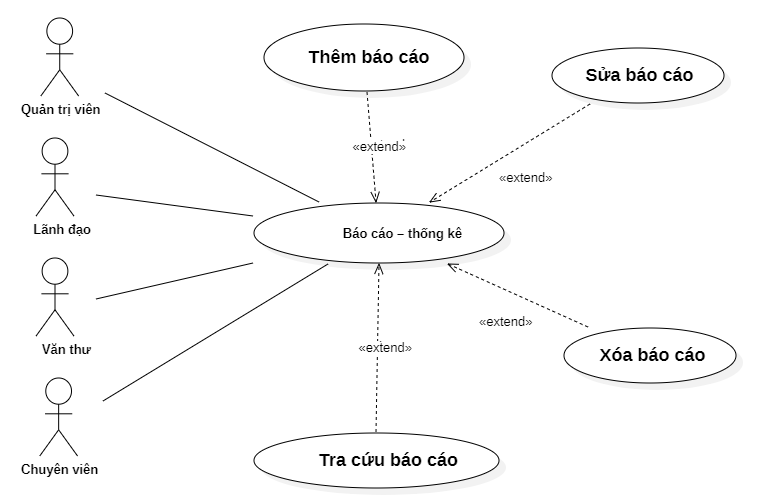 Thêm báo cáo
Sửa báo cáo
Quản trị viên
«extend»
«extend»
Lãnh đạo
Báo cáo – thống kê
«extend»
Văn thư
«extend»
Xóa báo cáo
Chuyên viên
Tra cứu báo cáo